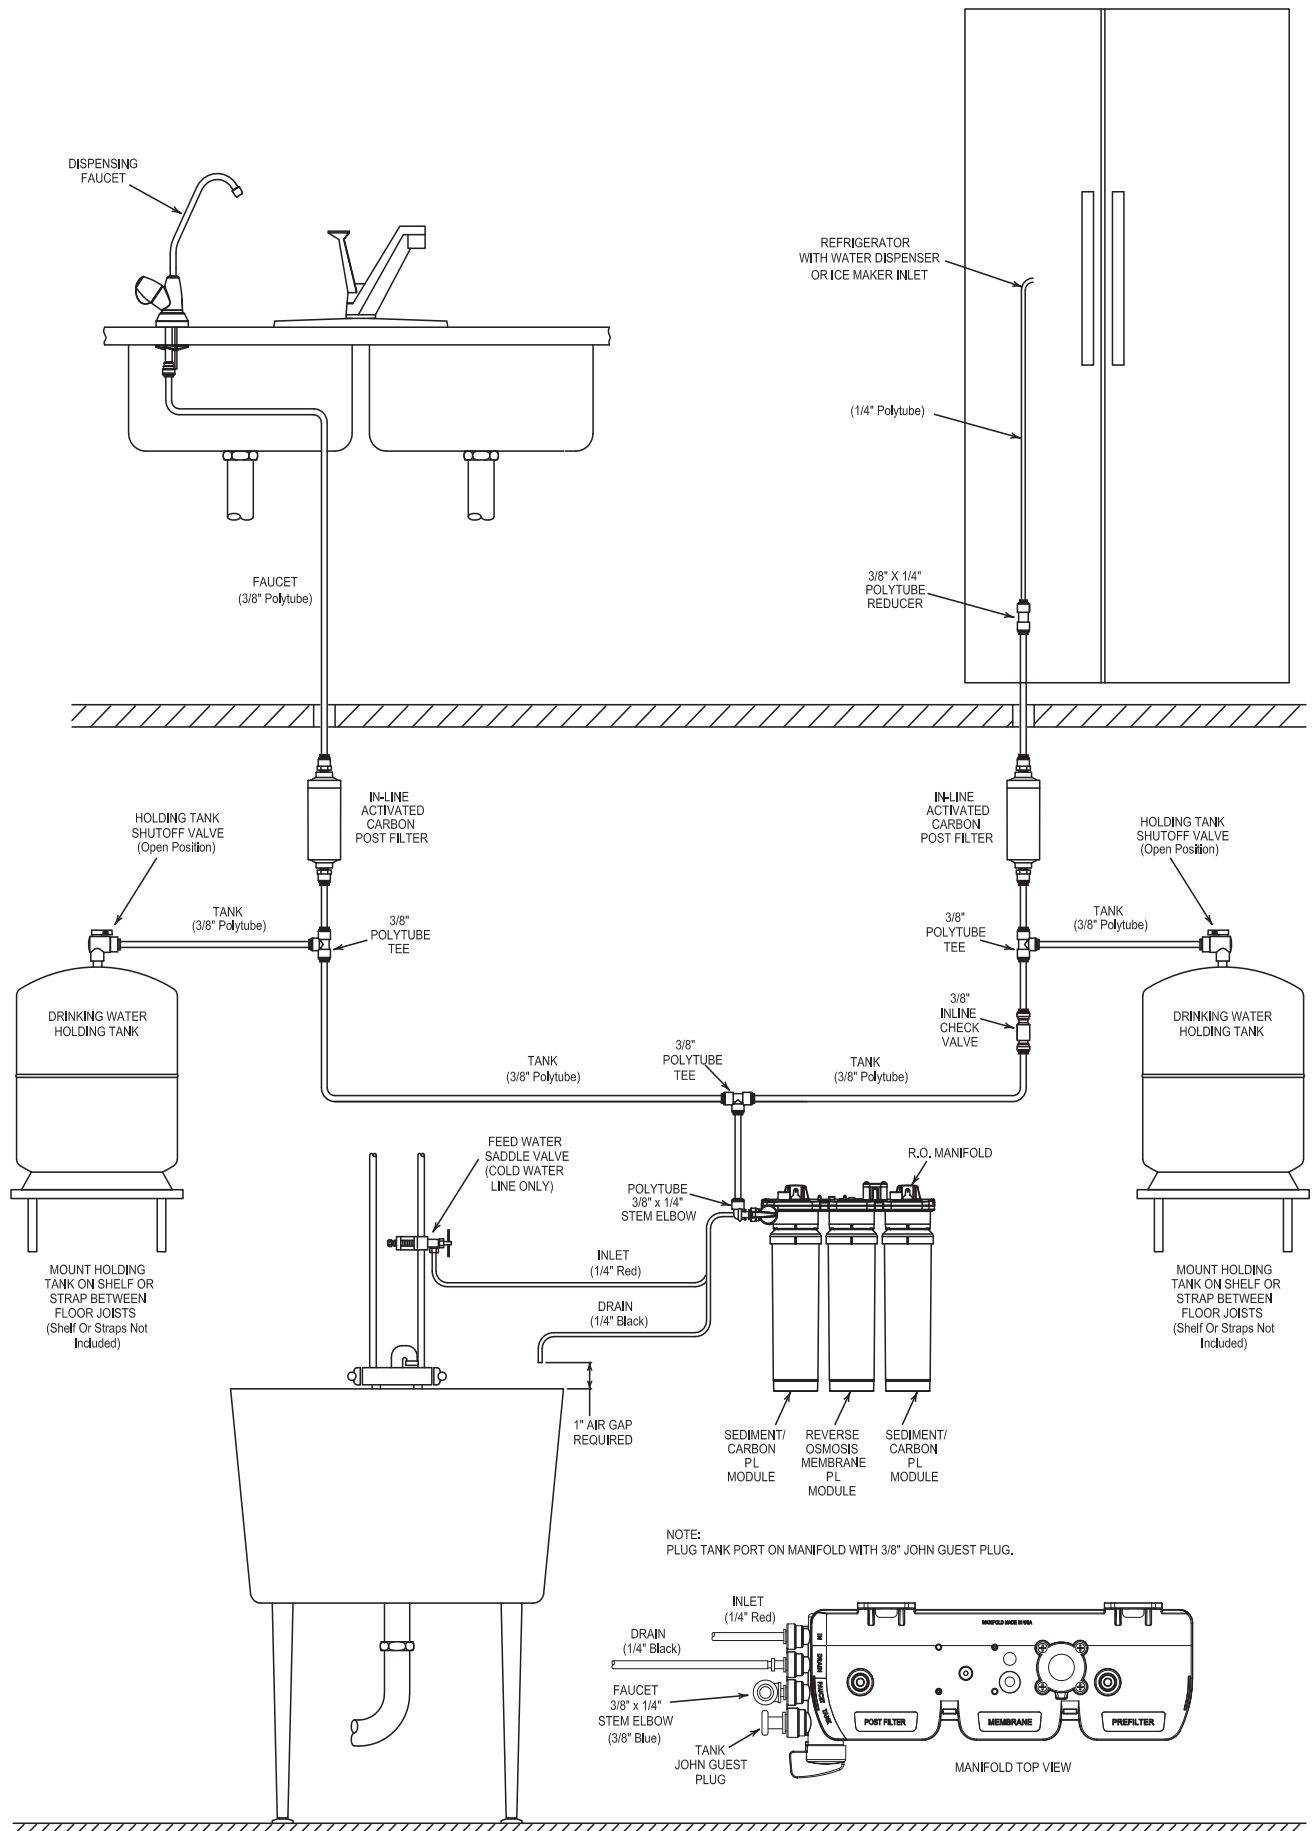 DISPENSING
FAUCET
REFRIGERATOR
WITH WATER DISPENSER
OR ICE MAKER INLET
(1/4" Polytube)
FAUCET
(3/8" Polytube)
3/8" X 1/4"
POLYTUBE
REDUCER
HOLDING TANK
SHUTOFF VALVE
(Open Position)
IN-LINE
ACTIVATED
CARBON
POST FILTER
IN-LINE
ACTIVATED
CARBON
POST FILTER
HOLDING TANK
SHUTOFF VALVE
(Open Position)
TANK
(3/8" Polytube)
3/8"
POLYTUBE
TEE
3/8"
POLYTUBE
TEE
TANK
(3/8" Polytube)
DRINKING WATER
HOLDING TANK
3/8"
INLINE
CHECK
VALVE
DRINKING WATER
HOLDING TANK
TANK
(3/8" Polytube)
3/8"
POLYTUBE
TEE
TANK
(3/8" Polytube)
FEED WATER
SADDLE VALVE
(COLD WATER
LINE ONLY)
R.O. MANIFOLD
POLYTUBE
3/8" x 1/4"
STEM ELBOW
INLET
(1/4" Red)
DRAIN
(1/4" Black)
MOUNT HOLDING
TANK ON SHELF OR
STRAP BETWEEN
FLOOR JOISTS
(Shelf Or Straps Not
Included)
MOUNT HOLDING
TANK ON SHELF OR
STRAP BETWEEN
FLOOR JOISTS
(Shelf Or Straps Not
Included)
1" AIR GAP
REQUIRED
SEDIMENT/
CARBON
PL
MODULE
REVERSE
OSMOSIS
MEMBRANE
PL
MODULE
SEDIMENT/
CARBON
PL
MODULE
NOTE:
PLUG TANK PORT ON MANIFOLD WITH 3/8" JOHN GUEST PLUG.
INLET
(1/4" Red)
DRAIN
(1/4" Black)
FAUCET
3/8" x 1/4"
STEM ELBOW
(3/8" Blue)
TANK
JOHN GUEST
PLUG
MANIFOLD MADE IN USA
IN
DRAIN
FAUCET
TANK
POST FILTER
MEMBRANE
PREFILTER
MANIFOLD TOP VIEW